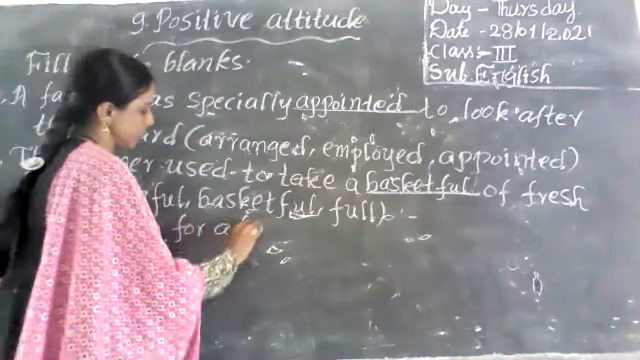 9. Positive attitude
Day - Thursday
Date - 28/01/2021
Class:- III
Sub. English
Fill blanks.
A as specially appointed to look after
(arranged, employed, appointed)
used to take a basketful of fresh
basketful, full) :-
for a